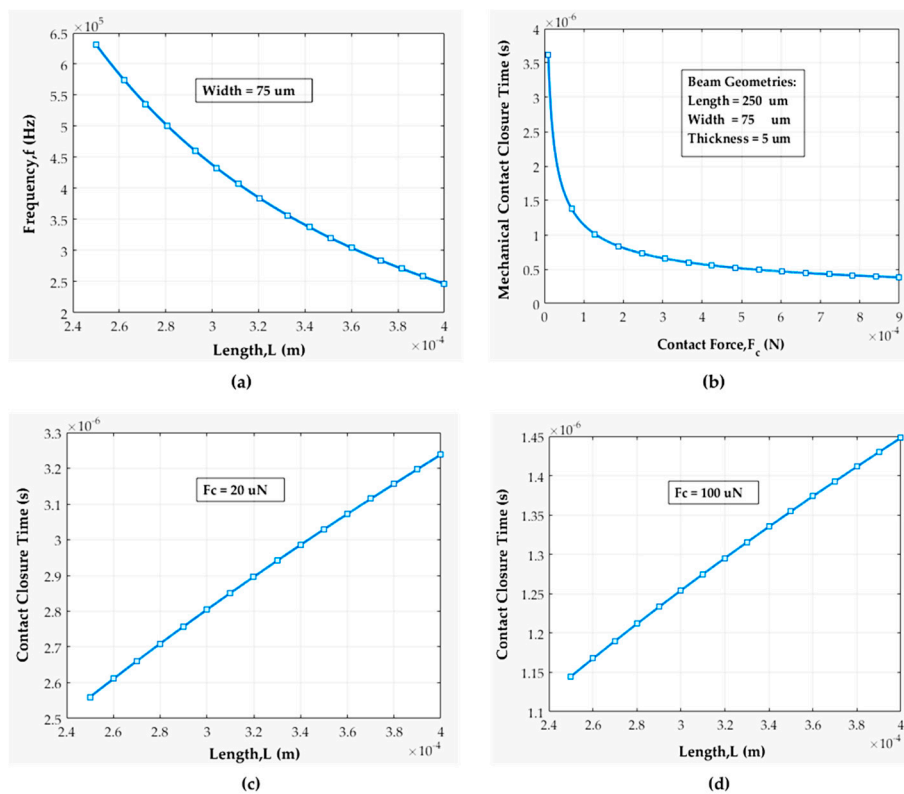 ×10⁵
6.5
6
5.5
5
4.5
4
3.5
3
2.5
2
Frequency,f (Hz)
Width = 75 um
2.4 2.6 2.8 3 3.2 3.4 3.6 3.8 4
×10⁻⁴
Length,L (m)
(a)
×10⁻⁶
4
3.5
3
2.5
2
1.5
1
0.5
0
Mechanical Contact Closure Time (s)
Beam Geometries:
Length = 250 um
Width = 75 um
Thickness = 5 um
0 1 2 3 4 5 6 7 8 9
×10⁻⁴
Contact Force,F_c (N)
(b)
×10⁻⁶
3.3
3.2
3.1
3
2.9
2.8
2.7
2.6
2.5
Contact Closure Time (s)
Fc = 20 uN
2.4 2.6 2.8 3 3.2 3.4 3.6 3.8 4
×10⁻⁴
Length,L (m)
(c)
×10⁻⁶
1.45
1.4
1.35
1.3
1.25
1.2
1.15
1.1
Contact Closure Time (s)
Fc = 100 uN
2.4 2.6 2.8 3 3.2 3.4 3.6 3.8 4
×10⁻⁴
Length,L (m)
(d)